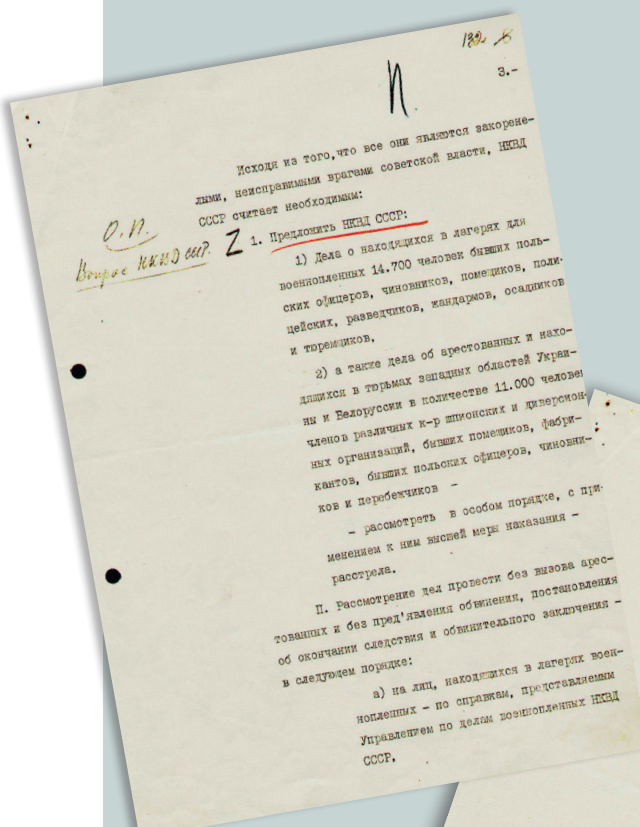 132
3.-
Исходя из того,что все они являются закорене-
лыми, неисправимыми врагами советской власти, НКВД
СССР считает необходимым:
О.П.
Вопрос НКВД СССР.
1. Предложить НКВД СССР:
1) Дела о находящихся в лагерях для
военнопленных 14.700 человек бывших поль-
ских офицеров, чиновников, помещиков, поли-
цейских, разведчиков, жандармов, осадников
и тюремщиков,
2) а также дела об арестованных и нахо-
дящихся в тюрьмах западных областей Украи-
ны и Белоруссии в количестве 11.000 человек
членов различных к-р шпионских и диверсион-
ных организаций, бывших помещиков, фабри-
кантов, бывших польских офицеров, чиновни-
ков и перебежчиков -
- рассмотреть в особом порядке, с при-
менением к ним высшей меры наказания -
расстрела.
П. Рассмотрение дел провести без вызова арес-
тованных и без пред'явления обвинения, постановления
об окончании следствия и обвинительного заключения -
в следующем порядке:
а) на лиц, находящихся в лагерях воен-
нопленных - по справкам, представляемым
Управлением по делам военнопленных НКВД
СССР,